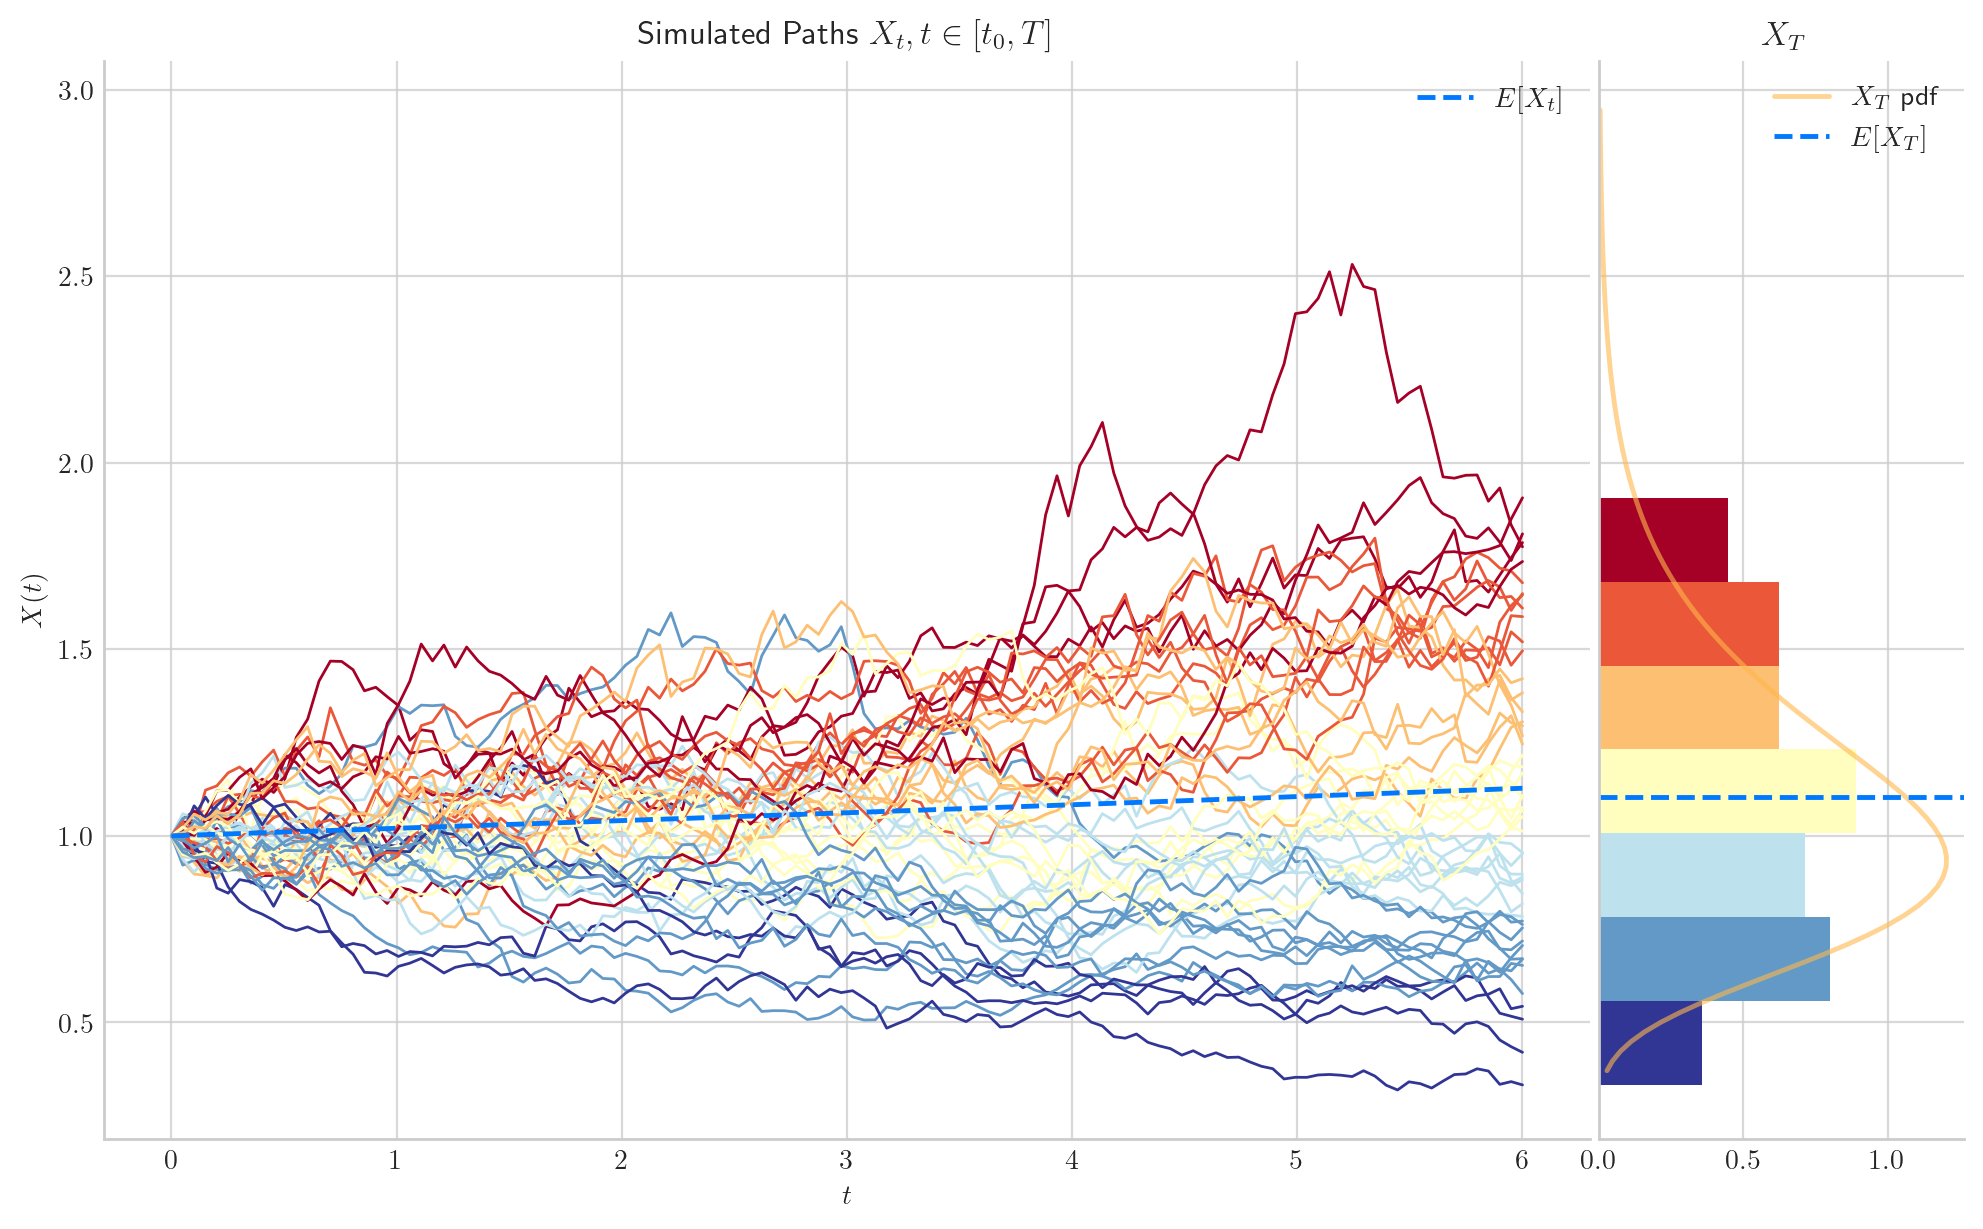 Simulated Paths $X_t, t \in [t_0, T]$
$X_T$
3.0
2.5
2.0
1.5
1.0
0.5
$X(t)$
$E[X_t]$
$X_T$ pdf
$E[X_T]$
0 1 2 3 4 5 6
0.0 0.5 1.0
$t$